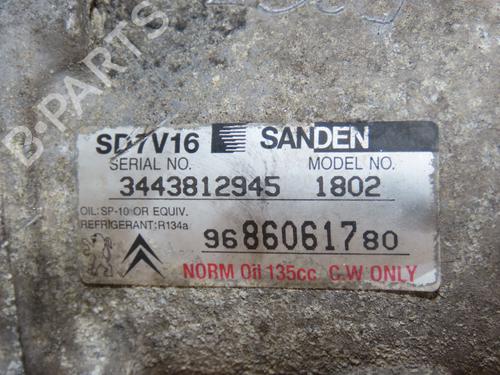 B-PARTS
SD7V16 SANDEN
SERIAL NO. MODEL NO.
3443812945 1802
OIL:SP-10 OR EQUIV.
REFRIGERANT:R134a
9686061780
NORM Oil 135cc C.W ONLY